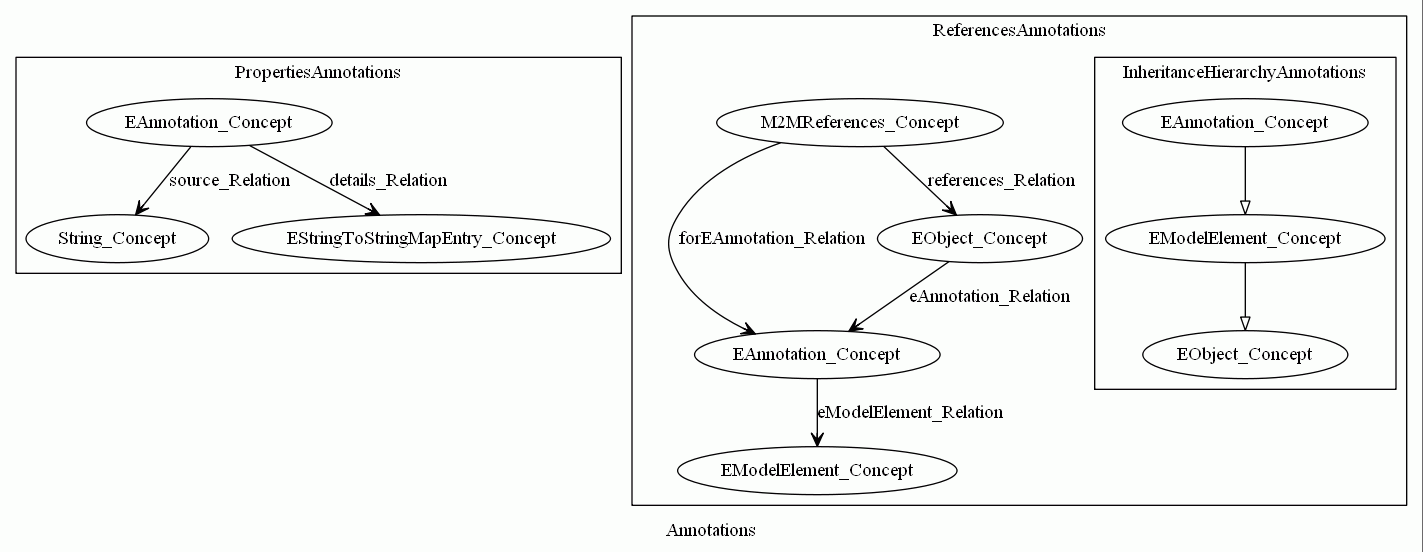 ReferencesAnnotations
PropertiesAnnotations
InheritanceHierarchyAnnotations
EAnnotation_Concept
M2MReferences_Concept
EAnnotation_Concept
source_Relation
details_Relation
references_Relation
String_Concept
EStringToStringMapEntry_Concept
forEAnnotation_Relation
EObject_Concept
EModelElement_Concept
eAnnotation_Relation
EAnnotation_Concept
EObject_Concept
eModelElement_Relation
EModelElement_Concept
Annotations